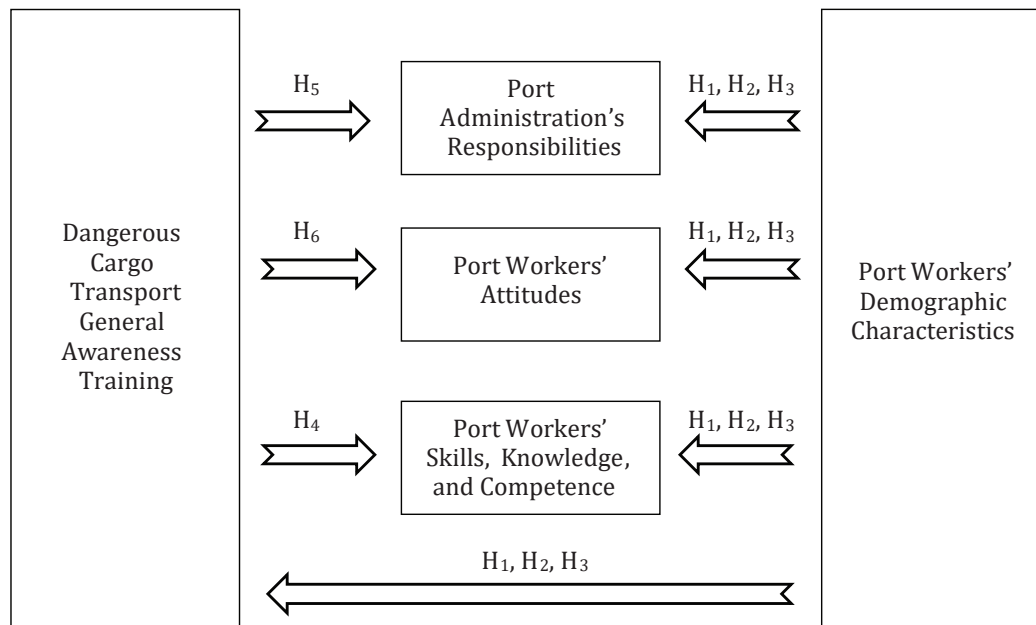 Dangerous
Cargo
Transport
General
Awareness
Training
H₅
Port
Administration’s
Responsibilities
H₁, H₂, H₃
H₆
Port Workers’
Attitudes
H₁, H₂, H₃
H₄
Port Workers’
Skills, Knowledge,
and Competence
H₁, H₂, H₃
H₁, H₂, H₃
Port Workers’
Demographic
Characteristics